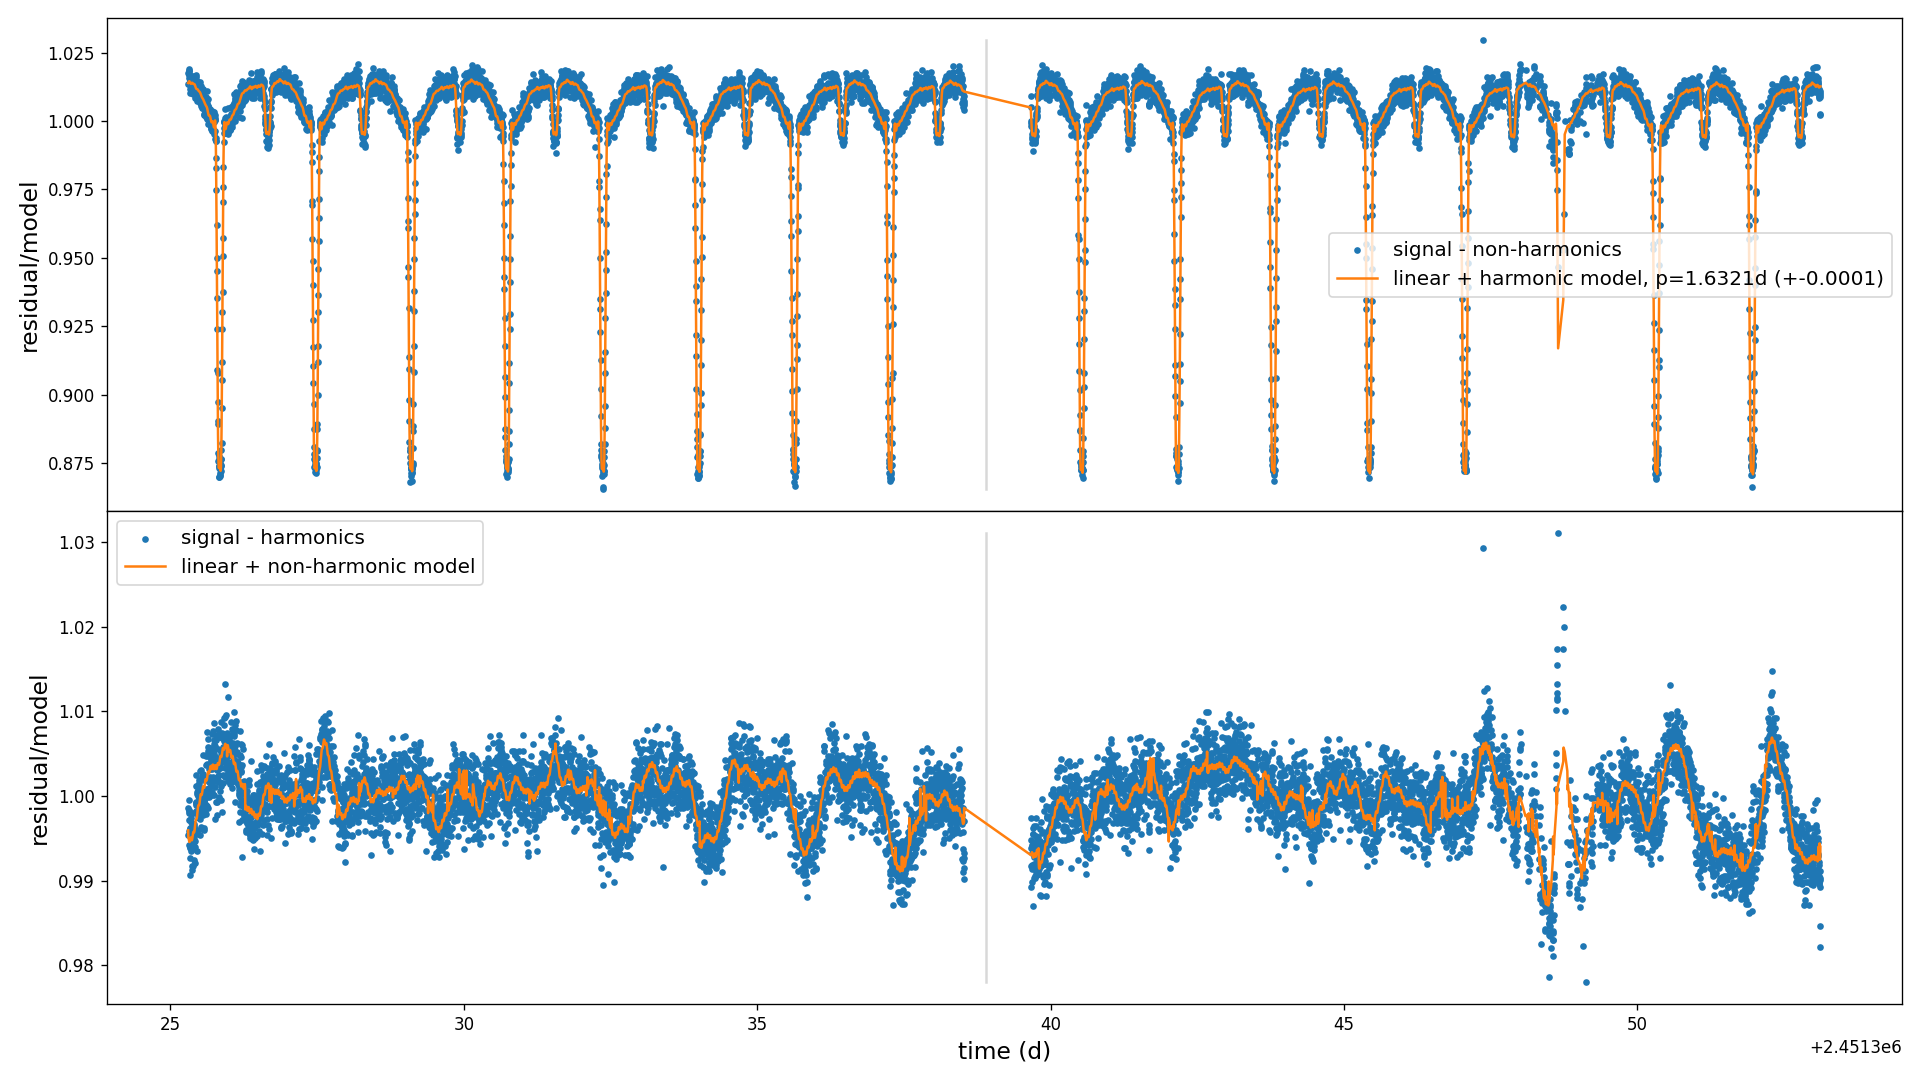 1.025
1.000
0.975
0.950
0.925
0.900
0.875
residual/model
signal - non-harmonics
linear + harmonic model, p=1.6321d (+-0.0001)
signal - harmonics
linear + non-harmonic model
1.03
1.02
1.01
1.00
0.99
0.98
residual/model
25 30 35 40 45 50
time (d)
+2.4513e6